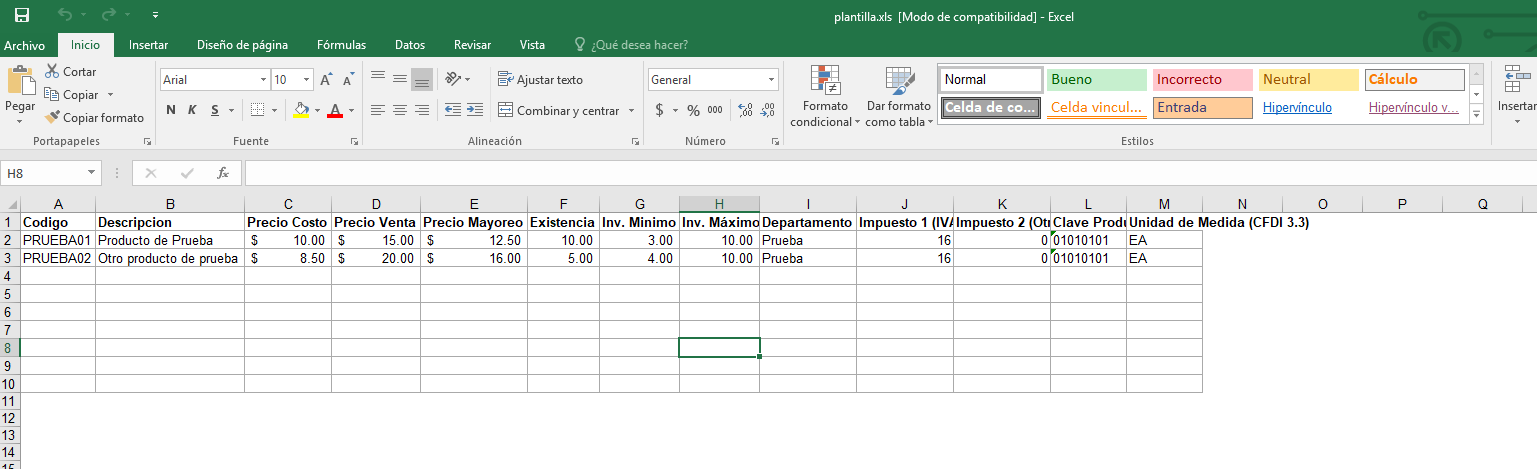 plantilla.xls [Modo de compatibilidad] - Excel
Archivo Inicio Insertar Diseño de página Fórmulas Datos Revisar Vista ¿Qué desea hacer?
Pegar
Cortar
Copiar
Copiar formato
Portapapeles
Arial 10
N K S
Fuente
Ajustar texto
Combinar y centrar
Alineación
General
$ % 000
Número
Formato condicional
Dar formato como tabla
Normal Bueno Incorrecto Neutral Cálculo
Celda de co... Celda vincul... Entrada Hipervínculo Hipervínculo v...
Estilos
Insertar
H8 fx
A B C D E F G H I J K L M N O P Q
1 Codigo Descripcion Precio Costo Precio Venta Precio Mayoreo Existencia Inv. Minimo Inv. Máximo Departamento Impuesto 1 (IVA Impuesto 2 (Otr Clave Produ Unidad de Medida (CFDI 3.3)
2 PRUEBA01 Producto de Prueba $ 10.00 $ 15.00 $ 12.50 10.00 3.00 10.00 Prueba 16 0 01010101 EA
3 PRUEBA02 Otro producto de prueba $ 8.50 $ 20.00 $ 16.00 5.00 4.00 10.00 Prueba 16 0 01010101 EA
4
5
6
7
8
9
10
11
12
13
14
15